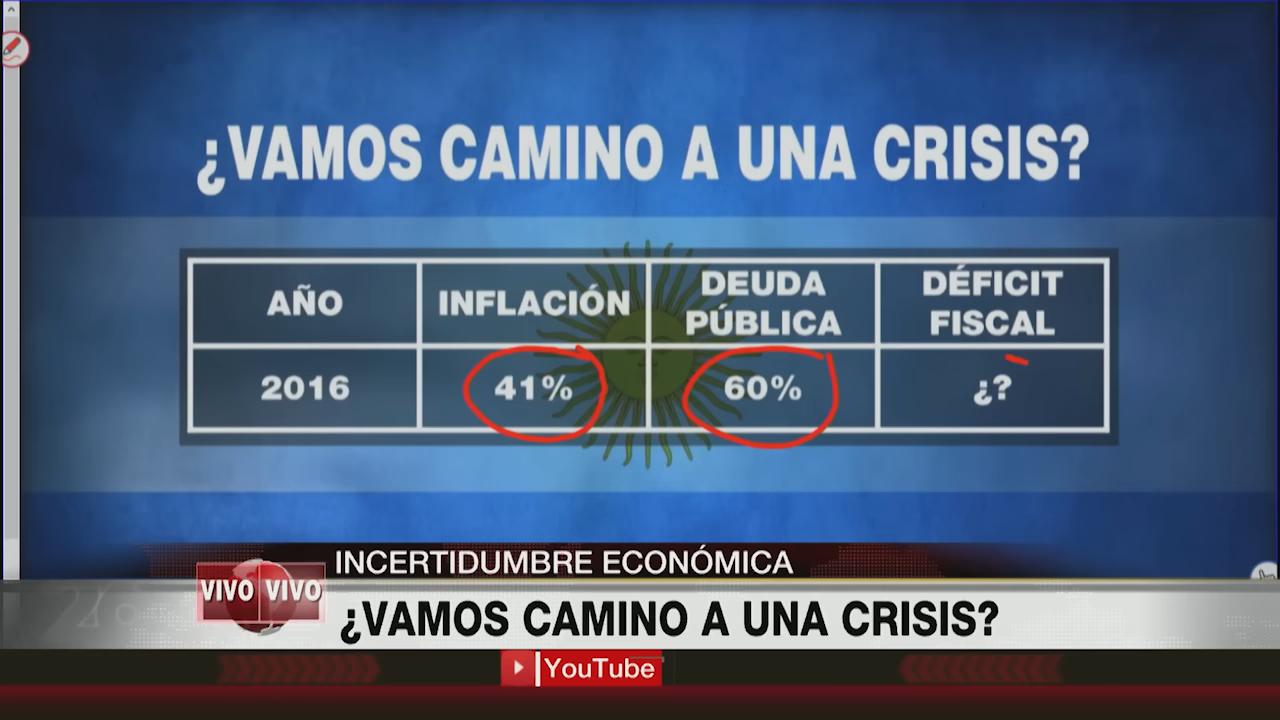 ¿VAMOS CAMINO A UNA CRISIS?
AÑO
INFLACIÓN
DEUDA
PÚBLICA
DÉFICIT
FISCAL
2016
41%
60%
¿?
INCERTIDUMBRE ECONÓMICA
VIVO VIVO
¿VAMOS CAMINO A UNA CRISIS?
YouTube